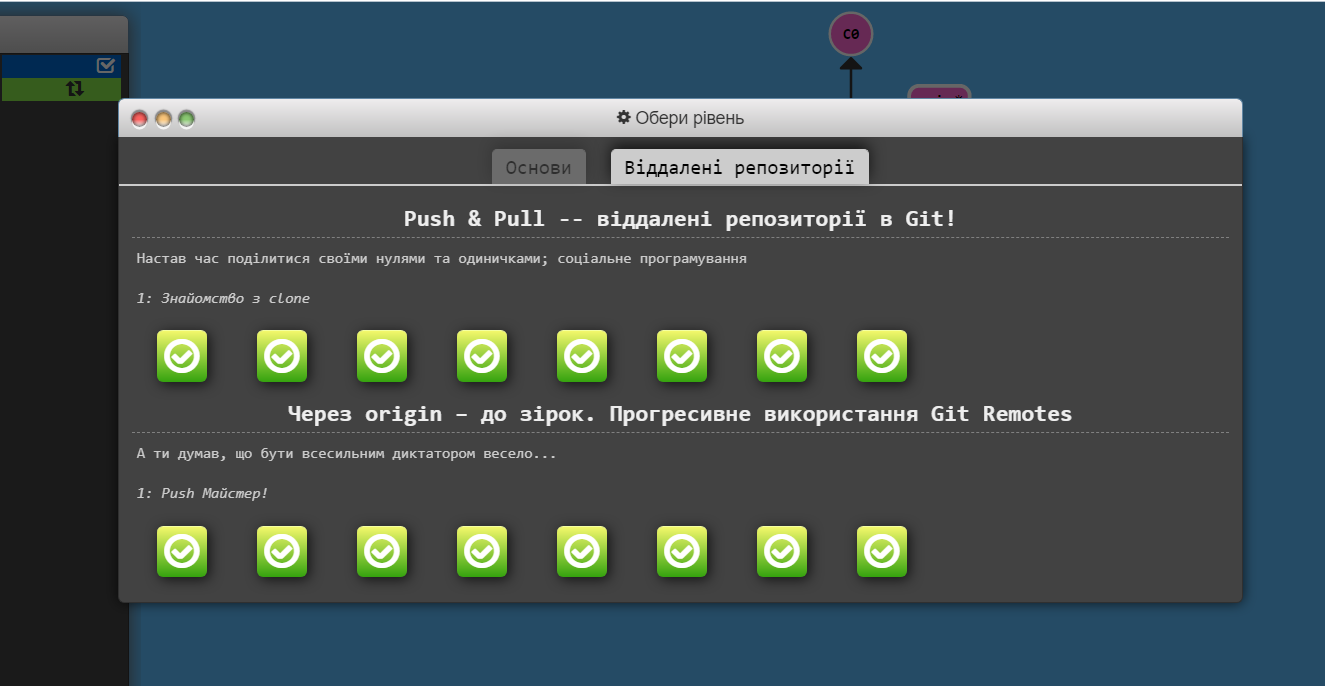 C0
Обери рівень
Основи
Віддалені репозиторії
Push & Pull -- віддалені репозиторії в Git!
Настав час поділитися своїми нулями та одиничками; соціальне програмування
1: Знайомство з clone
Через origin – до зірок. Прогресивне використання Git Remotes
А ти думав, що бути всесильним диктатором весело...
1: Push Майстер!